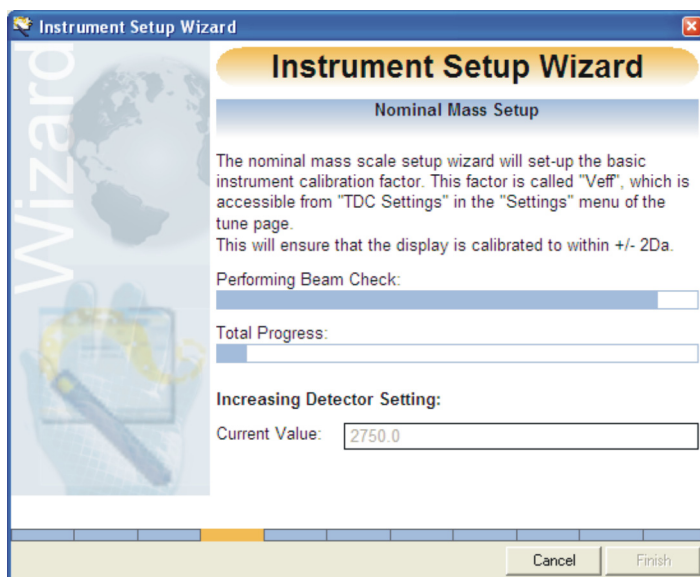 Instrument Setup Wizard
Wizard
Instrument Setup Wizard
Nominal Mass Setup
The nominal mass scale setup wizard will set-up the basic
instrument calibration factor. This factor is called "Veff", which is
accessible from "TDC Settings" in the "Settings" menu of the
tune page.
This will ensure that the display is calibrated to within +/- 2Da.
Performing Beam Check:
Total Progress:
Increasing Detector Setting:
Current Value: 2750.0
Cancel Finish